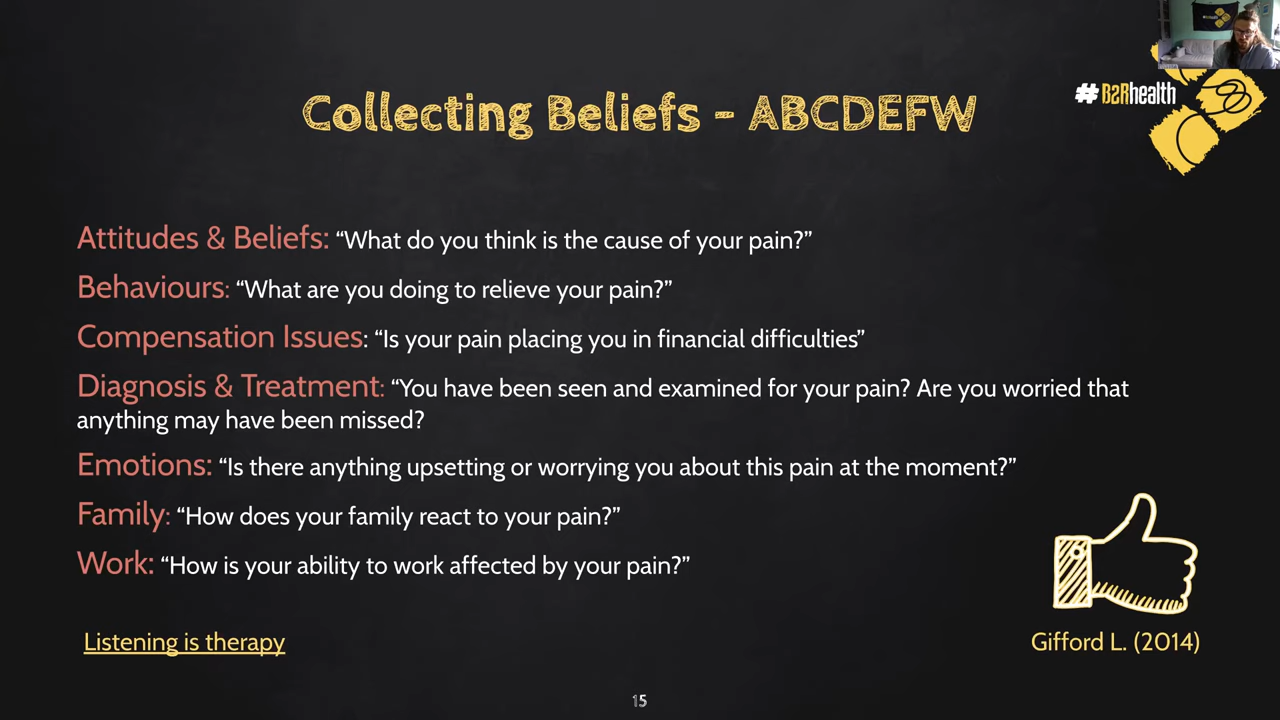 #B2Rhealth
Collecting Beliefs - ABCDEFW
Attitudes & Beliefs: “What do you think is the cause of your pain?”
Behaviours: “What are you doing to relieve your pain?”
Compensation Issues: “Is your pain placing you in financial difficulties”
Diagnosis & Treatment: “You have been seen and examined for your pain? Are you worried that
anything may have been missed?
Emotions: “Is there anything upsetting or worrying you about this pain at the moment?”
Family: “How does your family react to your pain?”
Work: “How is your ability to work affected by your pain?”
Listening is therapy
Gifford L. (2014)
15